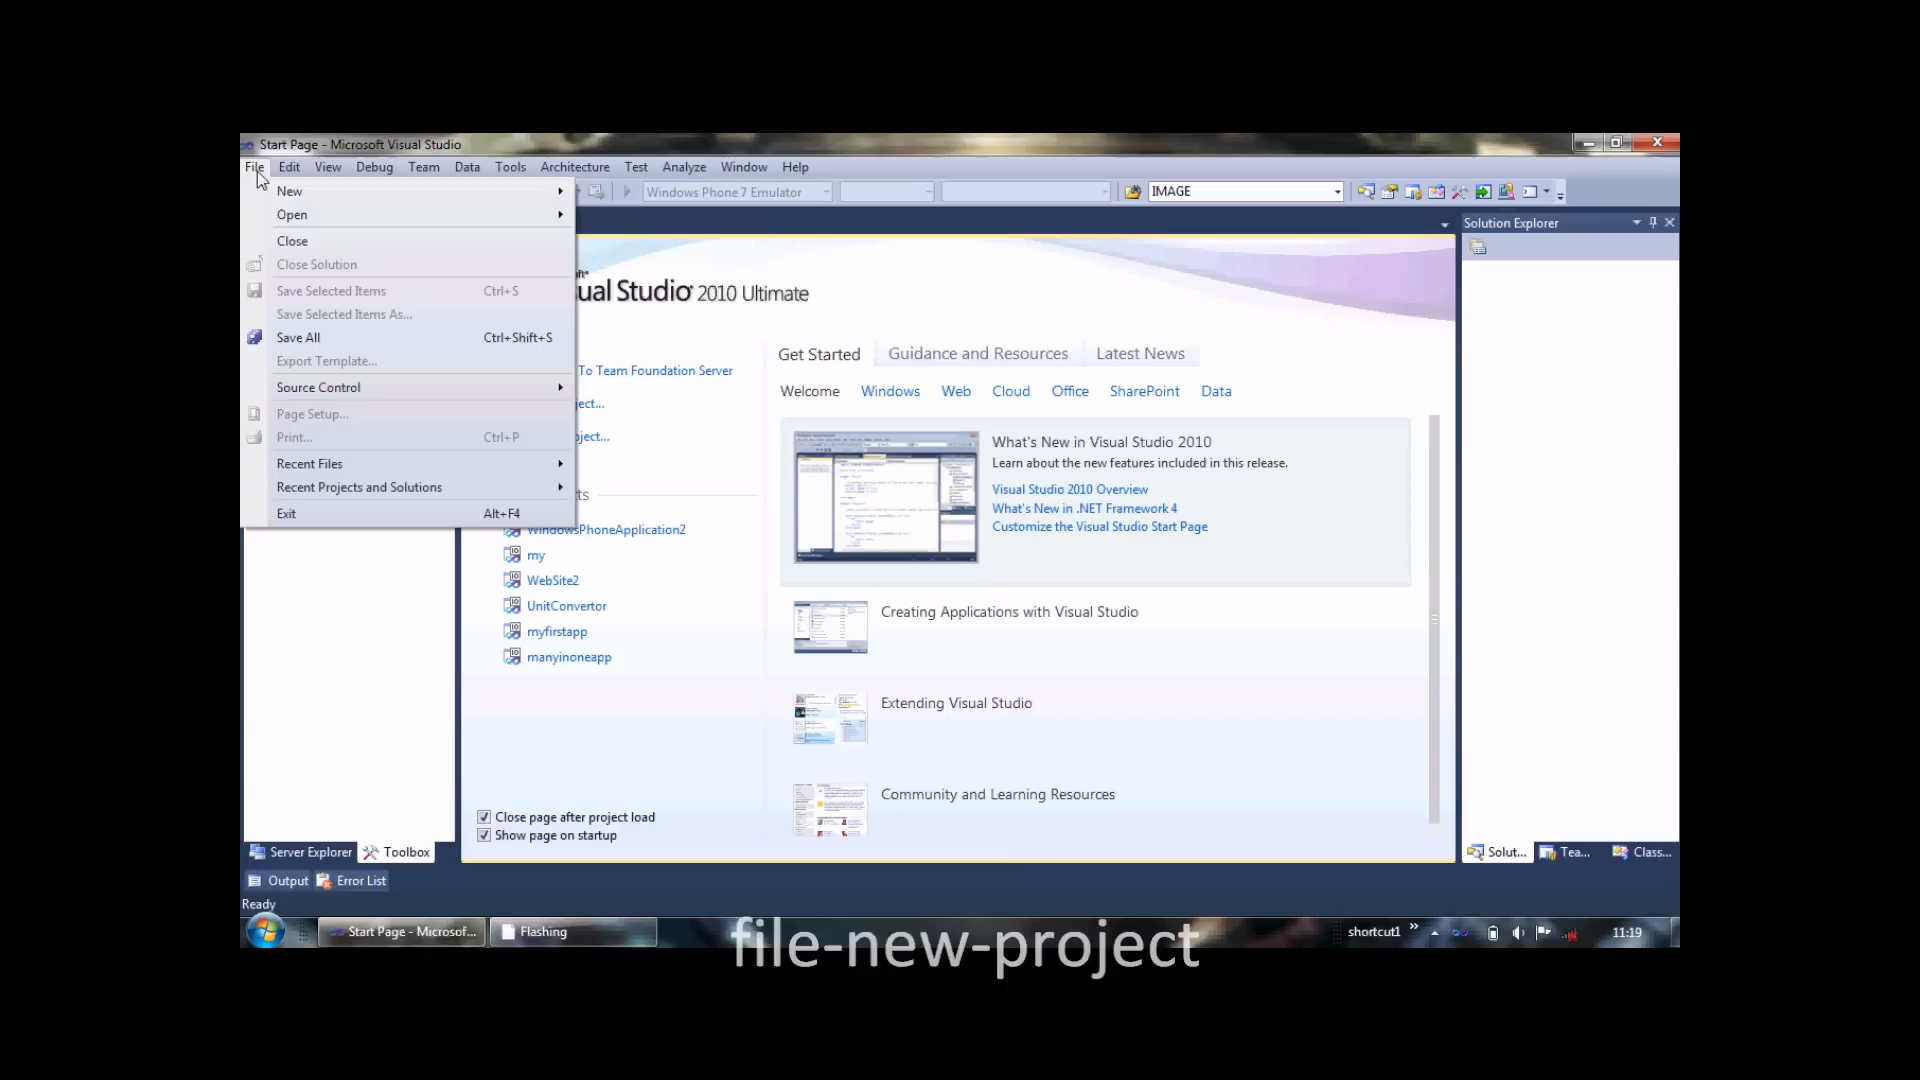 Start Page - Microsoft Visual Studio
File Edit View Debug Team Data Tools Architecture Test Analyze Window Help
Windows Phone 7 Emulator
IMAGE
New
Open
Close
Close Solution
Save Selected Items Ctrl+S
Save Selected Items As...
Save All Ctrl+Shift+S
Export Template...
Source Control
Page Setup...
Print... Ctrl+P
Recent Files
Recent Projects and Solutions
Exit Alt+F4
Solution Explorer
ual Studio 2010 Ultimate
To Team Foundation Server
ject...
ject...
ts
WindowsPhoneApplication2
my
WebSite2
UnitConvertor
myfirstapp
manyinoneapp
Close page after project load
Show page on startup
Get Started Guidance and Resources Latest News
Welcome Windows Web Cloud Office SharePoint Data
What's New in Visual Studio 2010
Learn about the new features included in this release.
Visual Studio 2010 Overview
What's New in .NET Framework 4
Customize the Visual Studio Start Page
Creating Applications with Visual Studio
Extending Visual Studio
Community and Learning Resources
Server Explorer Toolbox
Solut... Tea... Class...
Output Error List
Ready
Start Page - Microsof... Flashing
shortcut1 » 11:19
file-new-project